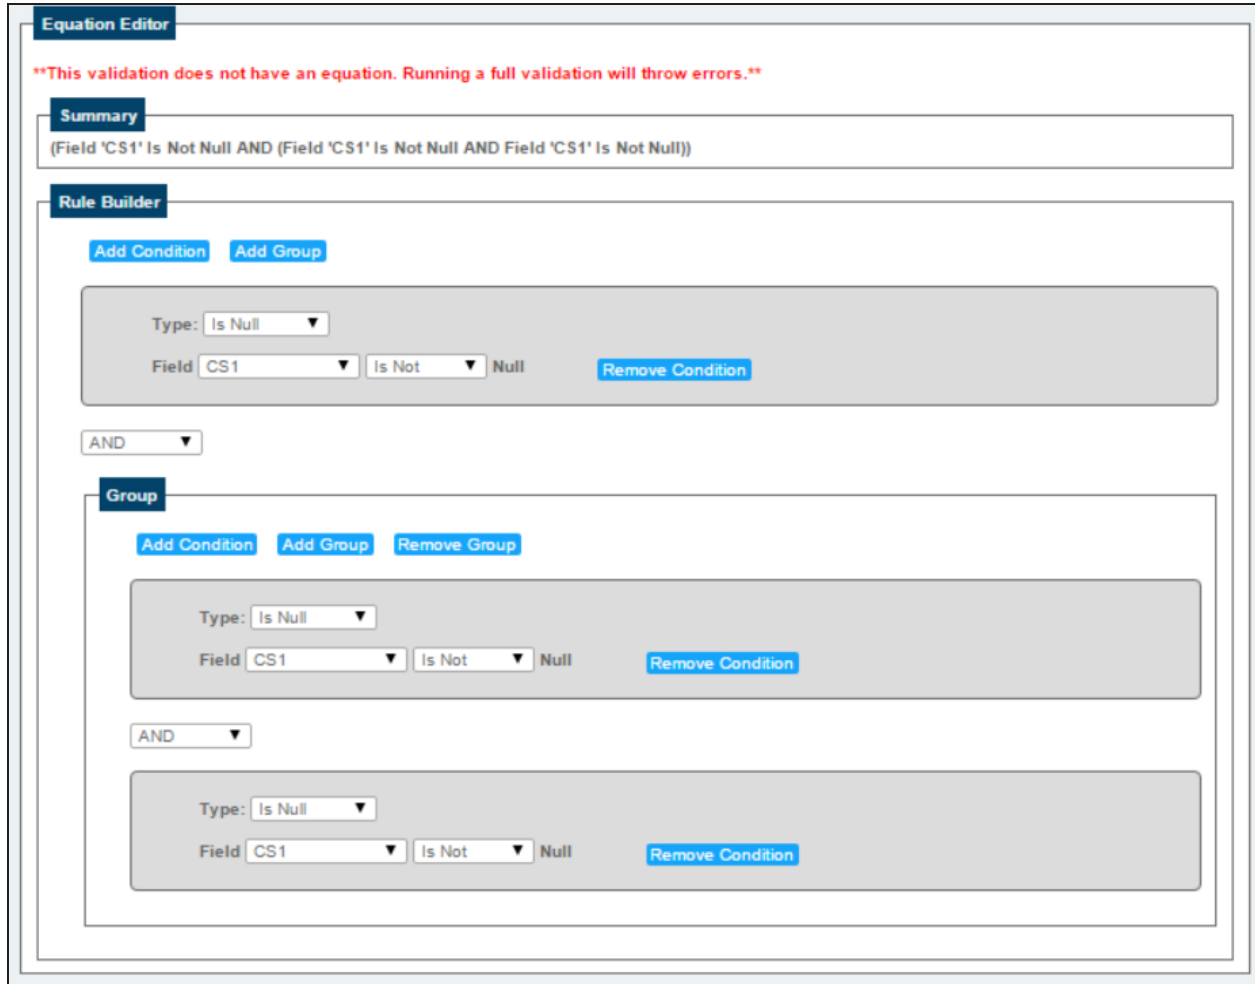 Equation Editor
**This validation does not have an equation. Running a full validation will throw errors.**
Summary
(Field 'CS1' Is Not Null AND (Field 'CS1' Is Not Null AND Field 'CS1' Is Not Null))
Rule Builder
Add Condition Add Group
Type: Is Null
Field CS1 Is Not Null Remove Condition
AND
Group
Add Condition Add Group Remove Group
Type: Is Null
Field CS1 Is Not Null Remove Condition
AND
Type: Is Null
Field CS1 Is Not Null Remove Condition